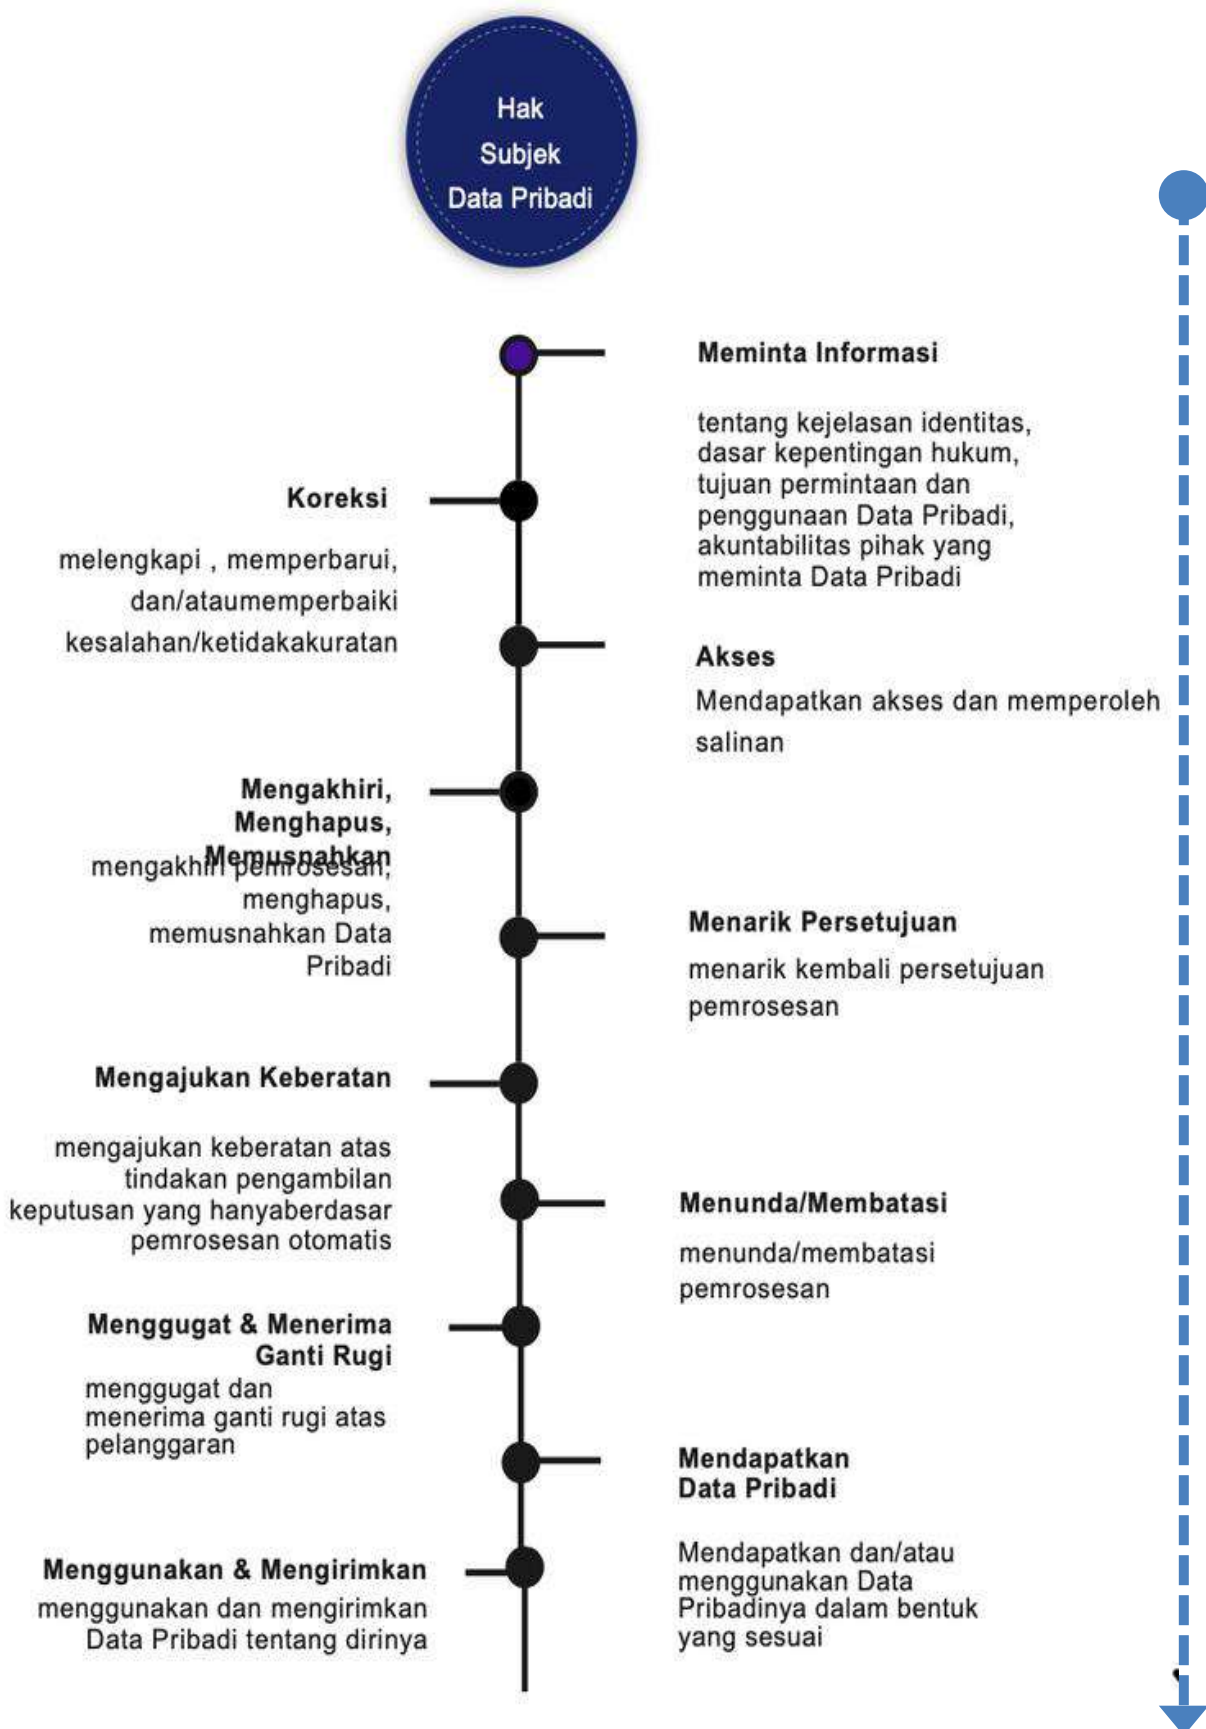 Hak
Subjek
Data Pribadi
Meminta Informasi
tentang kejelasan identitas,
dasar kepentingan hukum,
tujuan permintaan dan
penggunaan Data Pribadi,
akuntabilitas pihak yang
meminta Data Pribadi
Koreksi
melengkapi , memperbarui,
dan/ataumemperbaiki
kesalahan/ketidakakuratan
Akses
Mendapatkan akses dan memperoleh
salinan
Mengakhiri,
Menghapus,
Memusnahkan
mengakhiri pemrosesan,
menghapus,
memusnahkan Data
Pribadi
Menarik Persetujuan
menarik kembali persetujuan
pemrosesan
Mengajukan Keberatan
mengajukan keberatan atas
tindakan pengambilan
keputusan yang hanyaberdasar
pemrosesan otomatis
Menunda/Membatasi
menunda/membatasi
pemrosesan
Menggugat & Menerima
Ganti Rugi
menggugat dan
menerima ganti rugi atas
pelanggaran
Mendapatkan
Data Pribadi
Mendapatkan dan/atau
menggunakan Data
Pribadinya dalam bentuk
yang sesuai
Menggunakan & Mengirimkan
menggunakan dan mengirimkan
Data Pribadi tentang dirinya